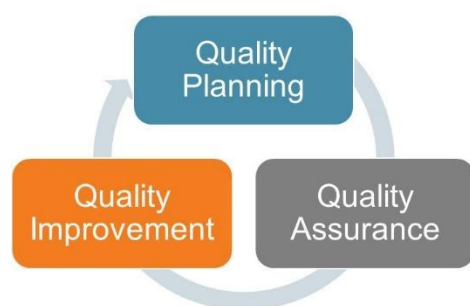 Quality
Planning
Quality
Improvement
Quality
Assurance